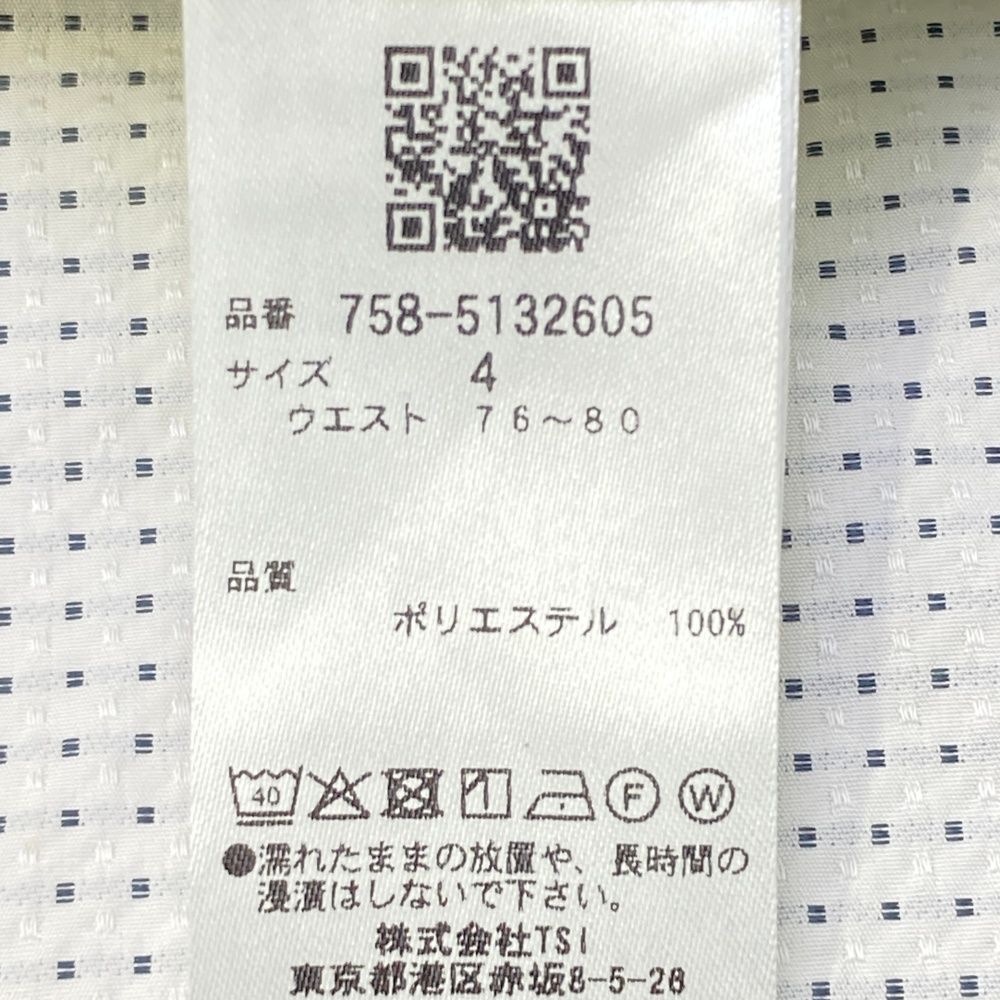 品番 758-5132605
サイズ 4
ウエスト 76～80
品質
ポリエステル 100%
40 F W
●濡れたままの放置や、長時間の
浸漬はしないで下さい。
株式会社TSI
東京都港区赤坂8-5-28